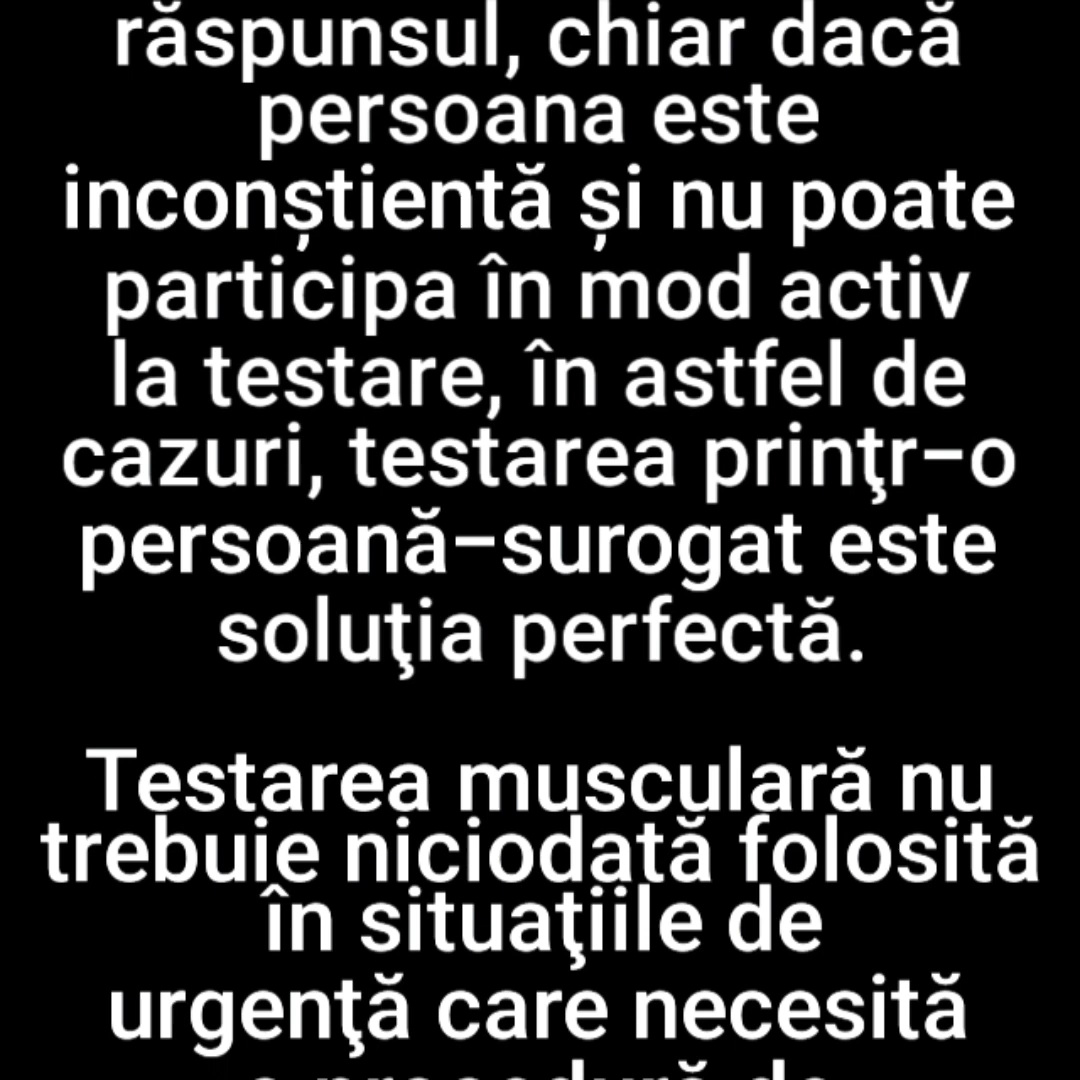 răspunsul, chiar dacă
persoana este
inconștientă și nu poate
participa în mod activ
la testare, în astfel de
cazuri, testarea prinţr-o
persoană-surogat este
soluţia perfectă.
Testarea musculară nu
trebuie niciodată folosită
în situaţiile de
urgenţă care necesită